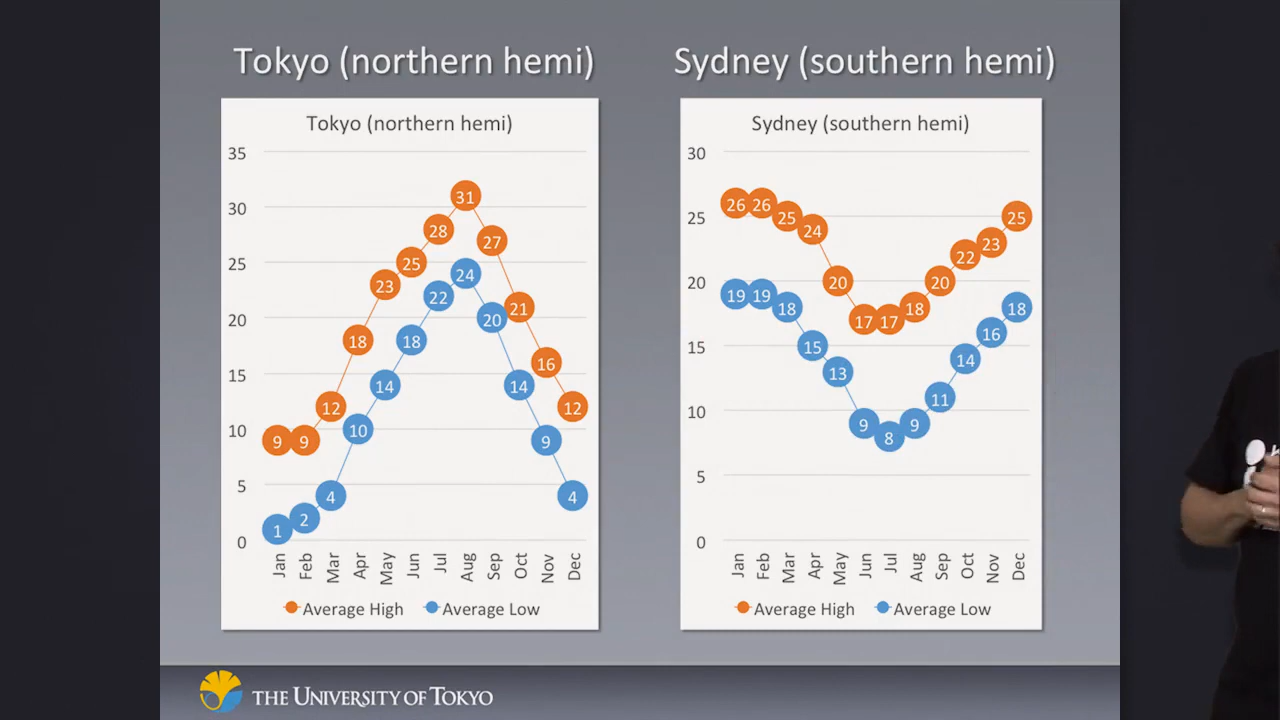 Tokyo (northern hemi)
Sydney (southern hemi)
Tokyo (northern hemi)
35
30
25
20
15
10
5
0
9 9 12 18 23 25 28 31 27 21 16 12
1 2 4 10 14 18 22 24 20 14 9 4
Jan Feb Mar Apr May Jun Jul Aug Sep Oct Nov Dec
Average High Average Low
Sydney (southern hemi)
30
25
20
15
10
5
0
26 26 25 24 20 17 17 18 20 22 23 25
19 19 18 15 13 9 8 9 11 14 16 18
Jan Feb Mar Apr May Jun Jul Aug Sep Oct Nov Dec
Average High Average Low
THE UNIVERSITY OF TOKYO